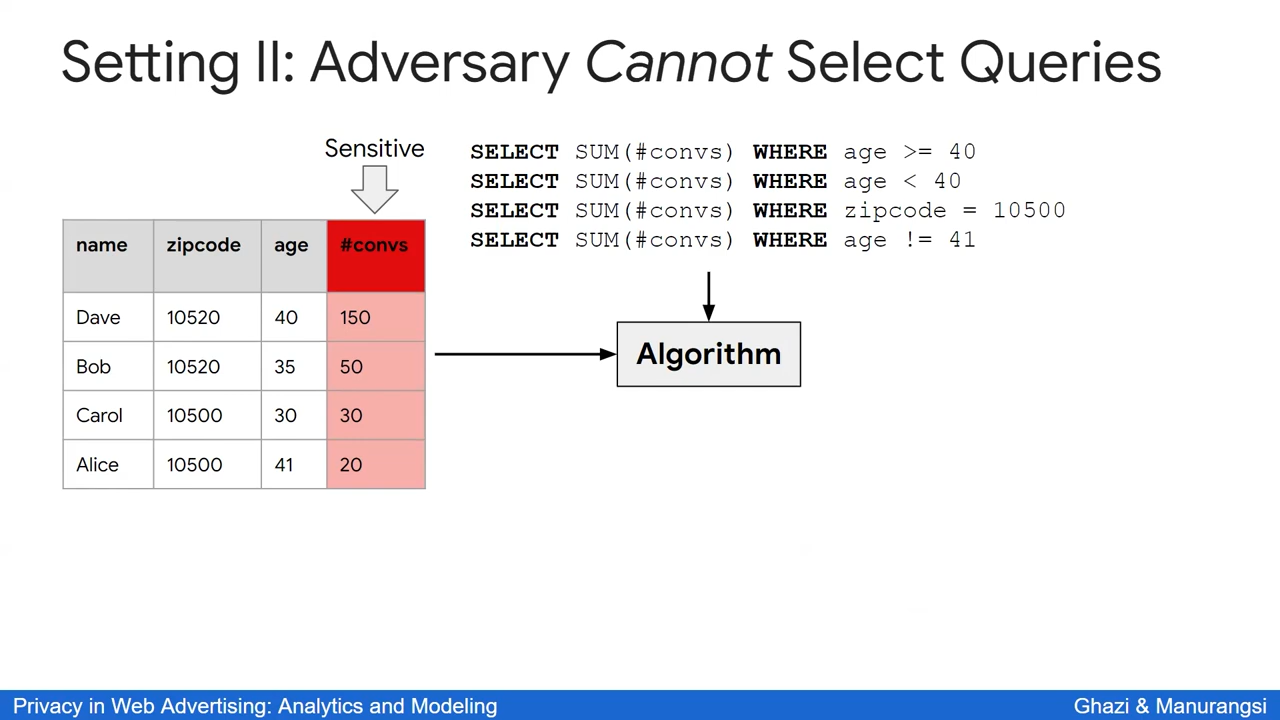 Setting II: Adversary Cannot Select Queries
Sensitive
SELECT SUM(#convs) WHERE age >= 40
SELECT SUM(#convs) WHERE age < 40
SELECT SUM(#convs) WHERE zipcode = 10500
SELECT SUM(#convs) WHERE age != 41
name zipcode age #convs
Dave 10520 40 150
Bob 10520 35 50
Carol 10500 30 30
Alice 10500 41 20
Algorithm
Privacy in Web Advertising: Analytics and Modeling
Ghazi & Manurangsi